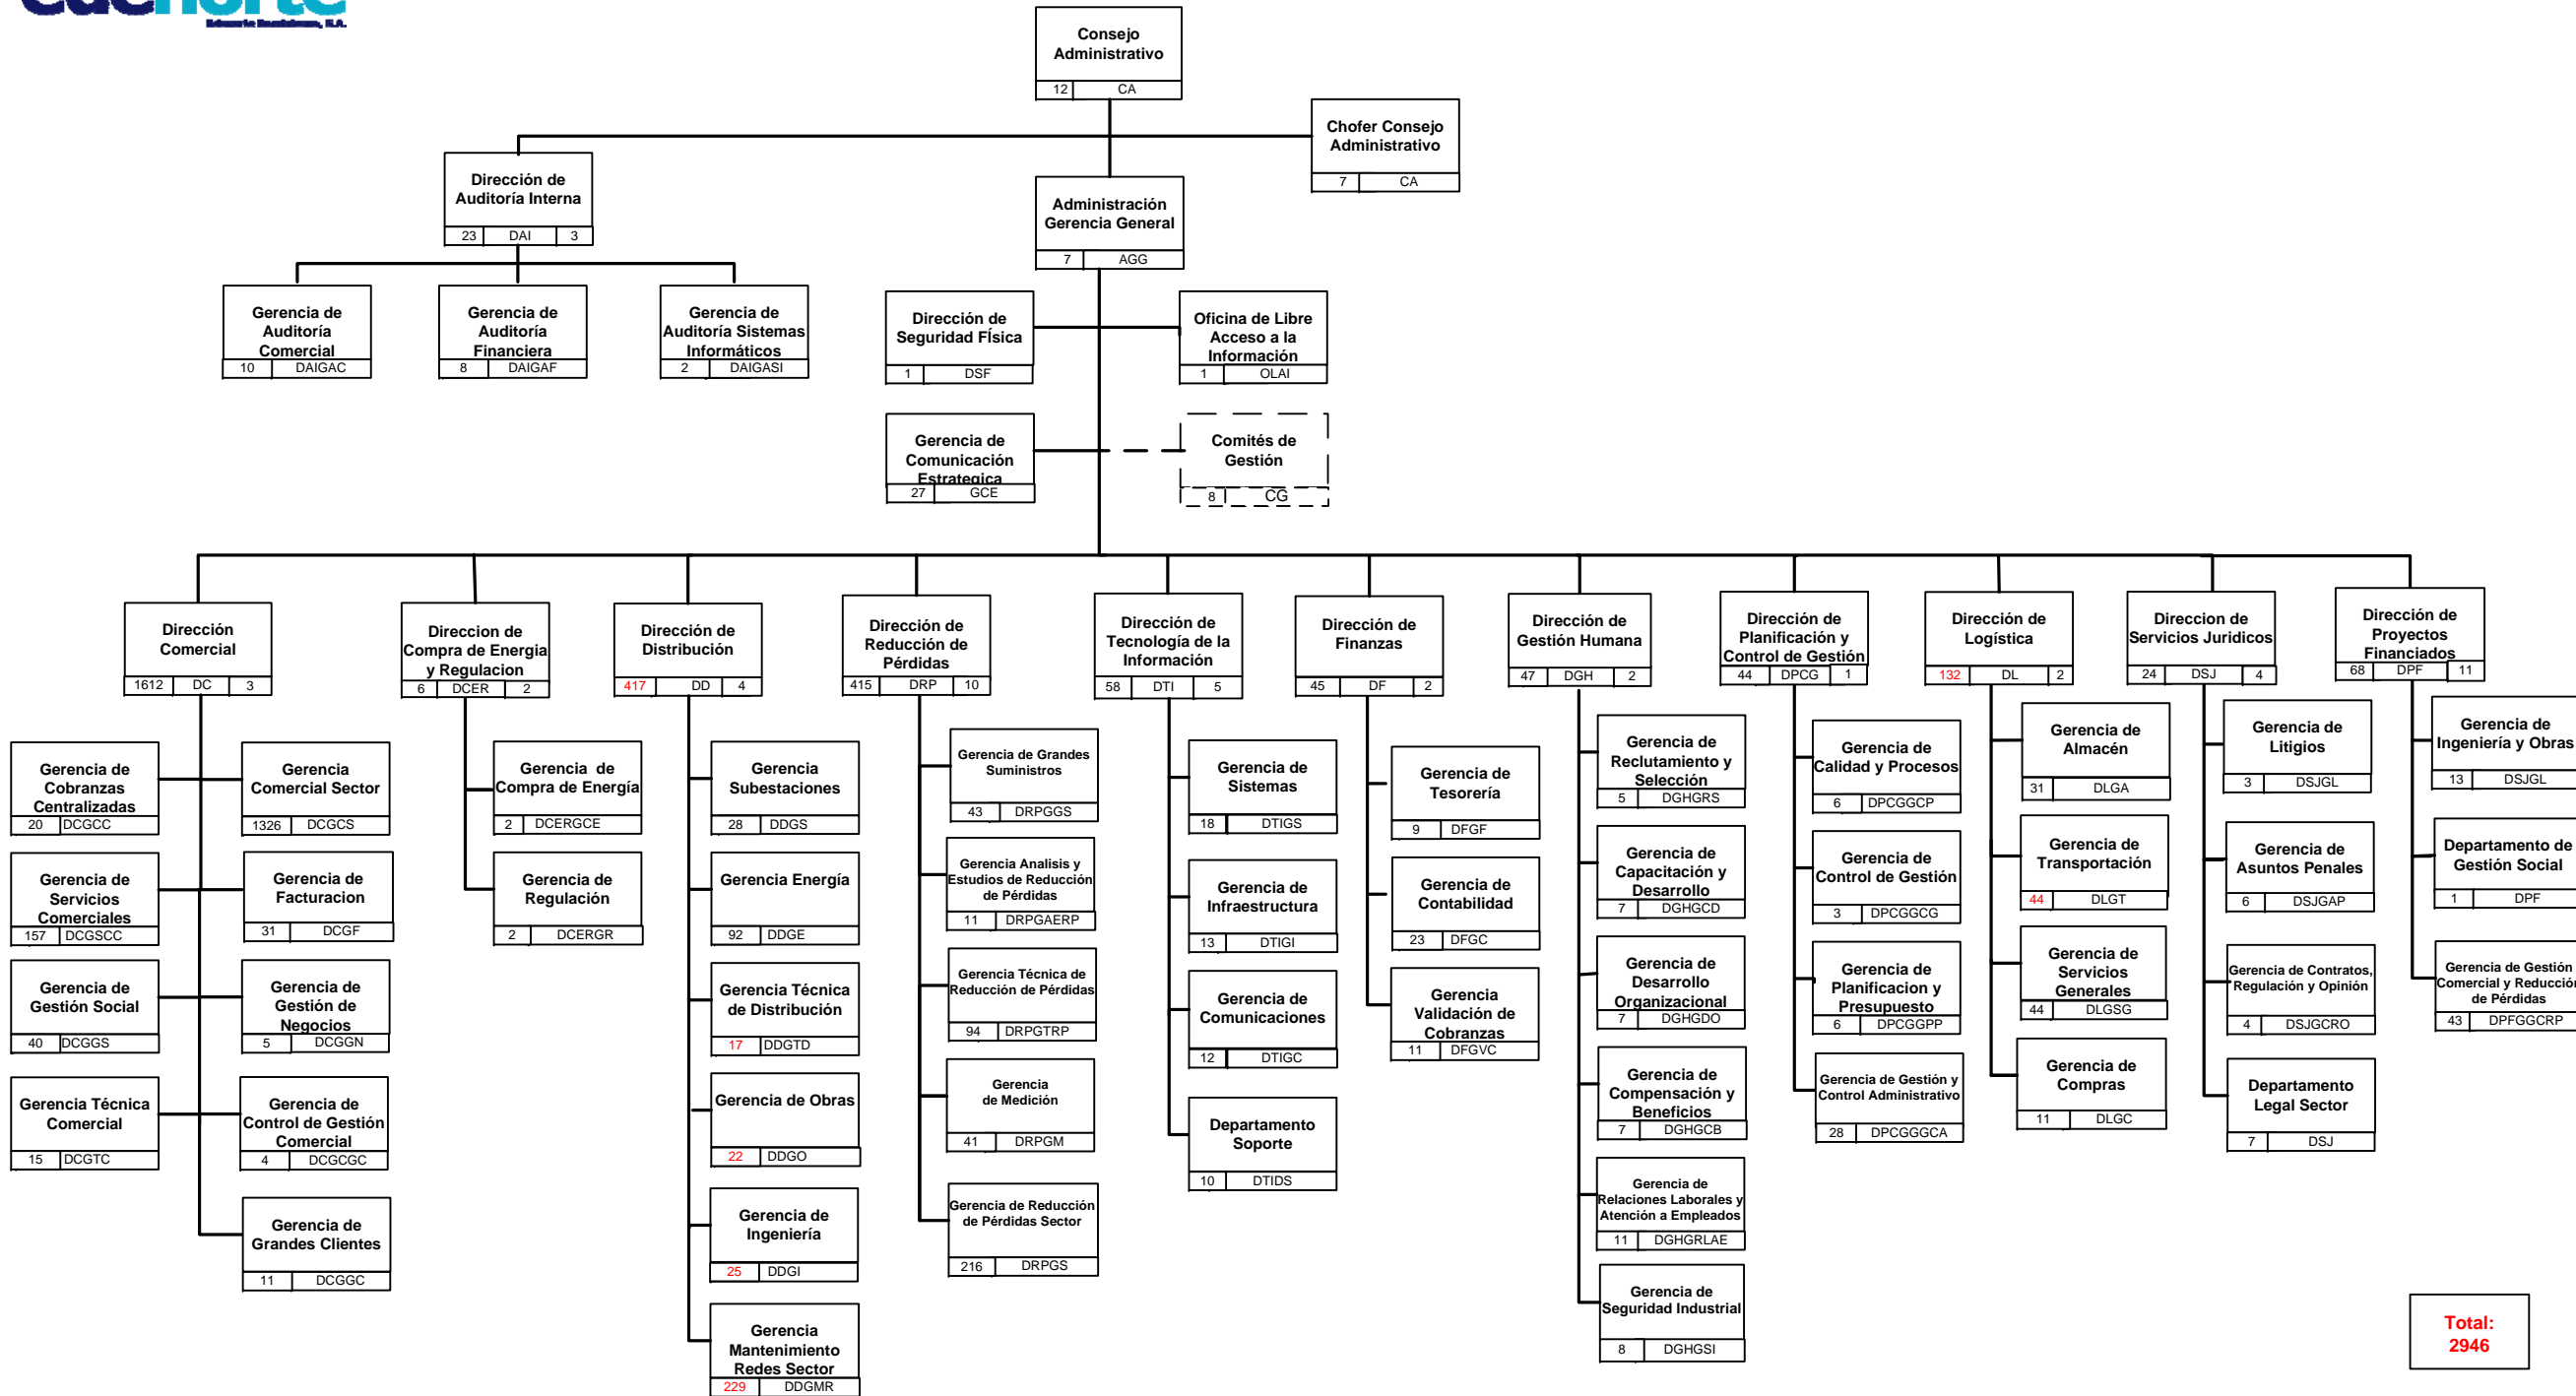 edenorte
Consejo
Administrativo
12 CA
Chofer Consejo
Administrativo
7 CA
Dirección de
Auditoría Interna
23 DAI 3
Administración
Gerencia General
7 AGG
Gerencia de
Auditoría
Comercial
10 DAIGAC
Gerencia de
Auditoría
Financiera
8 DAIGAF
Gerencia de
Auditoría Sistemas
Informáticos
2 DAIGASI
Dirección de
Seguridad FÍsica
1 DSF
Oficina de Libre
Acceso a la
Información
1 OLAI
Gerencia de
Comunicación
Estrategica
27 GCE
Comités de
Gestión
8 CG
Dirección
Comercial
1612 DC 3
Direccion de
Compra de Energia
y Regulacion
6 DCER 2
Dirección de
Distribución
417 DD 4
Dirección de
Reducción de
Pérdidas
415 DRP 10
Dirección de
Tecnología de la
Información
58 DTI 5
Dirección de
Finanzas
45 DF 2
Dirección de
Gestión Humana
47 DGH 2
Dirección de
Planificación y
Control de Gestión
44 DPCG 1
Dirección de
Logística
132 DL 2
Direccion de
Servicios Juridicos
24 DSJ 4
Dirección de
Proyectos
Financiados
68 DPF 11
Gerencia de
Cobranzas
Centralizadas
20 DCGCC
Gerencia
Comercial Sector
1326 DCGCS
Gerencia de
Servicios
Comerciales
157 DCGSCC
Gerencia de
Facturacion
31 DCGF
Gerencia de
Gestión Social
40 DCGGS
Gerencia de
Gestión de
Negocios
5 DCGGN
Gerencia Técnica
Comercial
15 DCGTC
Gerencia de
Control de Gestión
Comercial
4 DCGCGC
Gerencia de
Grandes Clientes
11 DCGGC
Gerencia de
Compra de Energía
2 DCERGCE
Gerencia de
Regulación
2 DCERGR
Gerencia
Subestaciones
28 DDGS
Gerencia Energía
92 DDGE
Gerencia Técnica
de Distribución
17 DDGTD
Gerencia de Obras
22 DDGO
Gerencia de
Ingeniería
25 DDGI
Gerencia
Mantenimiento
Redes Sector
229 DDGMR
Gerencia de Grandes
Suministros
43 DRPGGS
Gerencia Analisis y
Estudios de Reducción
de Pérdidas
11 DRPGAERP
Gerencia Técnica de
Reducción de Pérdidas
94 DRPGTRP
Gerencia
de Medición
41 DRPGM
Gerencia de Reducción
de Pérdidas Sector
216 DRPGS
Gerencia de
Sistemas
18 DTIGS
Gerencia de
Infraestructura
13 DTIGI
Gerencia de
Comunicaciones
12 DTIGC
Departamento
Soporte
10 DTIDS
Gerencia de
Tesorería
9 DFGF
Gerencia de
Contabilidad
23 DFGC
Gerencia
Validación de
Cobranzas
11 DFGVC
Gerencia de
Reclutamiento y
Selección
5 DGHGRS
Gerencia de
Capacitación y
Desarrollo
7 DGHGCD
Gerencia de
Desarrollo
Organizacional
7 DGHGDO
Gerencia de
Compensación y
Beneficios
7 DGHGCB
Gerencia de
Relaciones Laborales y
Atención a Empleados
11 DGHGRLAE
Gerencia de
Seguridad Industrial
8 DGHGSI
Gerencia de
Calidad y Procesos
6 DPCGGCP
Gerencia de
Control de Gestión
3 DPCGGCG
Gerencia de
Planificacion y
Presupuesto
6 DPCGGPP
Gerencia de Gestión y
Control Administrativo
28 DPCGGGCA
Gerencia de
Almacén
31 DLGA
Gerencia de
Transportación
44 DLGT
Gerencia de
Servicios
Generales
44 DLGSG
Gerencia de
Compras
11 DLGC
Gerencia de
Litigios
3 DSJGL
Gerencia de
Asuntos Penales
6 DSJGAP
Gerencia de Contratos,
Regulación y Opinión
4 DSJGCRO
Departamento
Legal Sector
7 DSJ
Gerencia de
Ingeniería y Obras
13 DSJGL
Departamento de
Gestión Social
1 DPF
Gerencia de Gestión
Comercial y Reducción
de Pérdidas
43 DPFGGCRP
Total:
2946